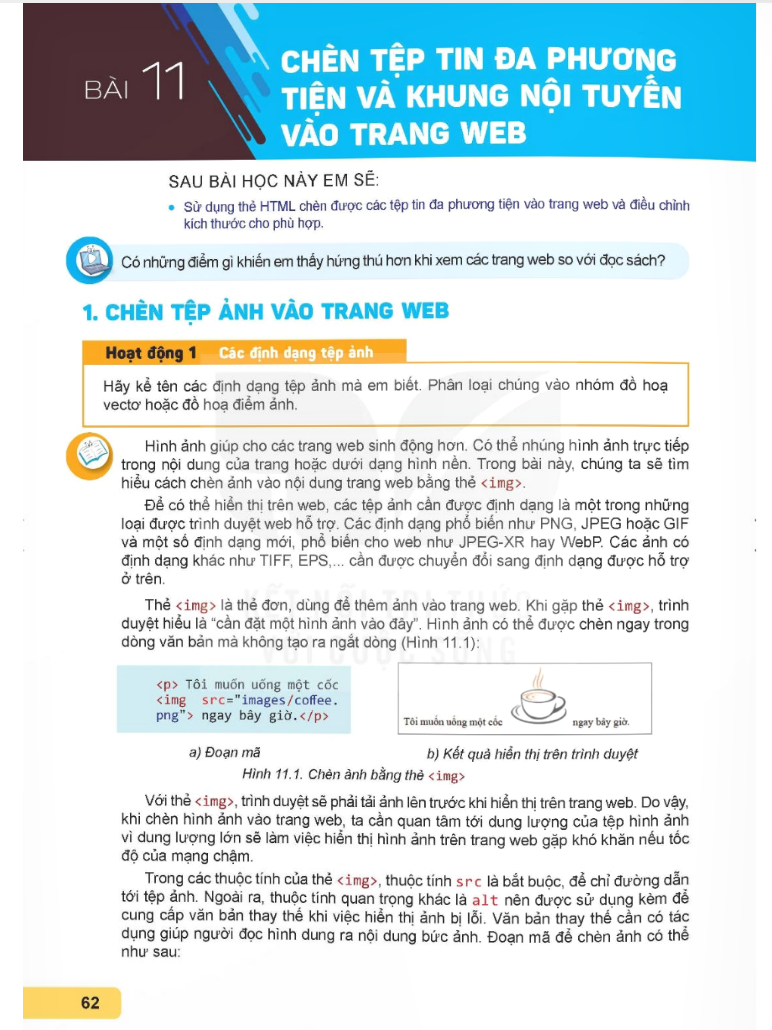 BÀI 11
CHÈN TỆP TIN ĐA PHƯƠNG
TIỆN VÀ KHUNG NỘI TUYẾN
VÀO TRANG WEB
SAU BÀI HỌC NÀY EM SẼ:
• Sử dụng thẻ HTML chèn được các tệp tin đa phương tiện vào trang web và điều chỉnh
kích thước cho phù hợp.
Có những điểm gì khiến em thấy hứng thú hơn khi xem các trang web so với đọc sách?
1. CHÈN TỆP ẢNH VÀO TRANG WEB
Hoạt động 1 Các định dạng tệp ảnh
Hãy kể tên các định dạng tệp ảnh mà em biết. Phân loại chúng vào nhóm đồ hoạ
vectơ hoặc đồ hoạ điểm ảnh.
Hình ảnh giúp cho các trang web sinh động hơn. Có thể nhúng hình ảnh trực tiếp
trong nội dung của trang hoặc dưới dạng hình nền. Trong bài này, chúng ta sẽ tìm
hiểu cách chèn ảnh vào nội dung trang web bằng thẻ <img>.
Để có thể hiển thị trên web, các tệp ảnh cần được định dạng là một trong những
loại được trình duyệt web hỗ trợ. Các định dạng phổ biến như PNG, JPEG hoặc GIF
và một số định dạng mới, phổ biến cho web như JPEG-XR hay WebP. Các ảnh có
định dạng khác như TIFF, EPS,... cần được chuyển đổi sang định dạng được hỗ trợ
ở trên.
Thẻ <img> là thẻ đơn, dùng để thêm ảnh vào trang web. Khi gặp thẻ <img>, trình
duyệt hiểu là "cần đặt một hình ảnh vào đây". Hình ảnh có thể được chèn ngay trong
dòng văn bản mà không tạo ra ngắt dòng (Hình 11.1):
<p> Tôi muốn uống một cốc
<img src="images/coffee.
png"> ngay bây giờ.</p>
Tôi muốn uống một cốc ngay bây giờ.
a) Đoạn mã
b) Kết quả hiển thị trên trình duyệt
Hình 11.1. Chèn ảnh bằng thẻ <img>
Với thẻ <img>, trình duyệt sẽ phải tải ảnh lên trước khi hiển thị trên trang web. Do vậy,
khi chèn hình ảnh vào trang web, ta cần quan tâm tới dung lượng của tệp hình ảnh
vì dung lượng lớn sẽ làm việc hiển thị hình ảnh trên trang web gặp khó khăn nếu tốc
độ của mạng chậm.
Trong các thuộc tính của thẻ <img>, thuộc tính src là bắt buộc, để chỉ đường dẫn
tới tệp ảnh. Ngoài ra, thuộc tính quan trọng khác là alt nên được sử dụng kèm để
cung cấp văn bản thay thế khi việc hiển thị ảnh bị lỗi. Văn bản thay thế cần có tác
dụng giúp người đọc hình dung ra nội dung bức ảnh. Đoạn mã để chèn ảnh có thể
như sau:
62
KẾT NỐI TRI THỨC
VỚI CUỘC SỐNG